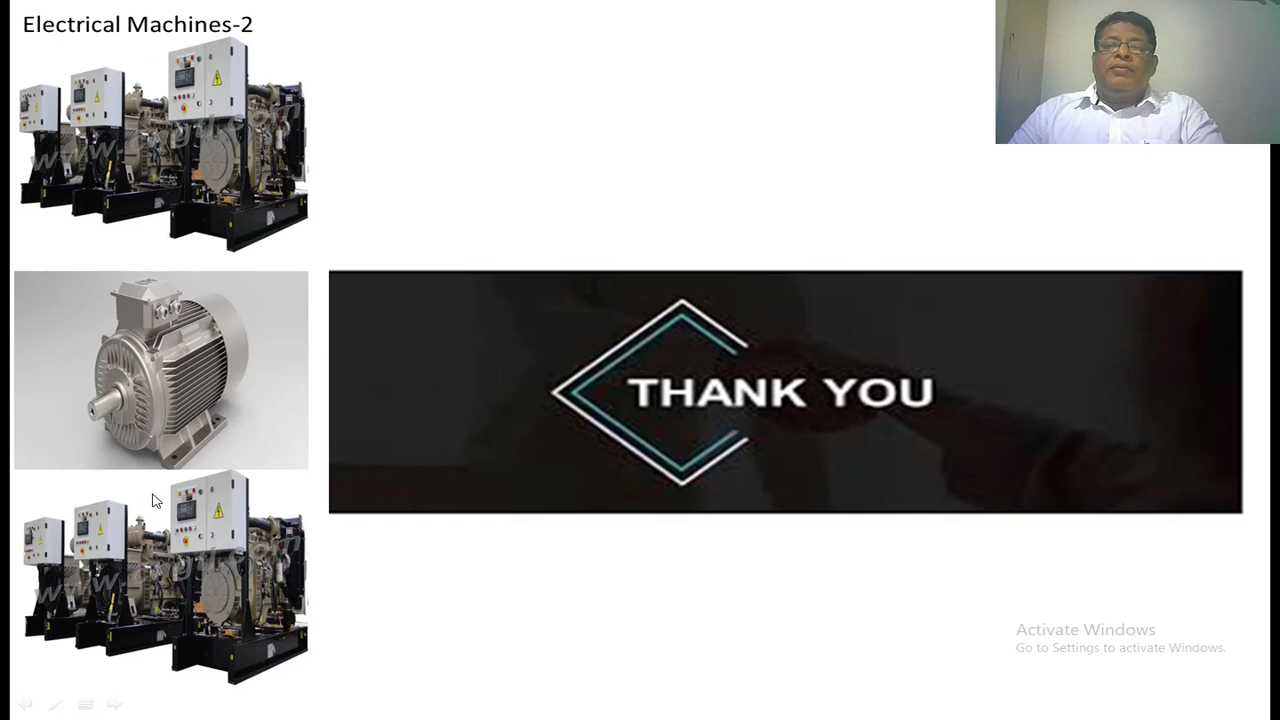 Electrical Machines-2
THANK YOU
Activate Windows
Go to Settings to activate Windows.